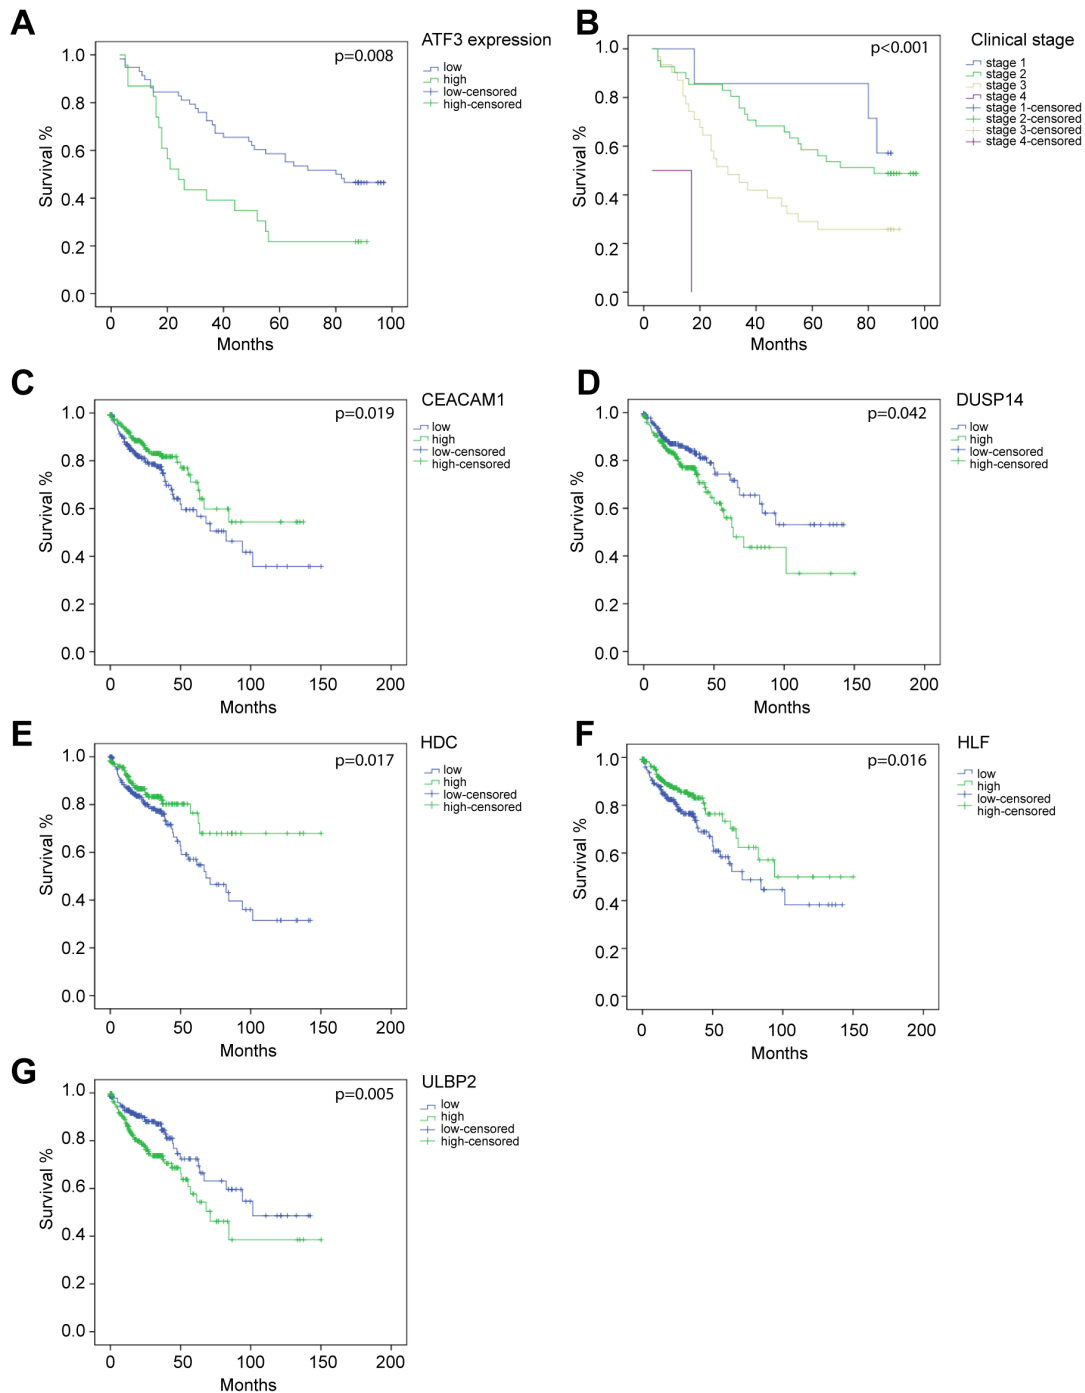 A
ATF3 expression
p=0.008
low
high
low-censored
high-censored
Survival %
1.0
0.8
0.6
0.4
0.2
0.0
0 20 40 60 80 100
Months
B
Clinical stage
p<0.001
stage 1
stage 2
stage 3
stage 4
stage 1-censored
stage 2-censored
stage 3-censored
stage 4-censored
Survival %
1.0
0.8
0.6
0.4
0.2
0.0
0 20 40 60 80 100
Months
C
CEACAM1
p=0.019
low
high
low-censored
high-censored
Survival %
1.0
0.8
0.6
0.4
0.2
0.0
0 50 100 150 200
Months
D
DUSP14
p=0.042
low
high
low-censored
high-censored
Survival %
1.0
0.8
0.6
0.4
0.2
0.0
0 50 100 150 200
Months
E
HDC
p=0.017
low
high
low-censored
high-censored
Survival %
1.0
0.8
0.6
0.4
0.2
0.0
0 50 100 150 200
Months
F
HLF
p=0.016
low
high
low-censored
high-censored
Survival %
1.0
0.8
0.6
0.4
0.2
0.0
0 50 100 150 200
Months
G
ULBP2
p=0.005
low
high
low-censored
high-censored
Survival %
1.0
0.8
0.6
0.4
0.2
0.0
0 50 100 150 200
Months